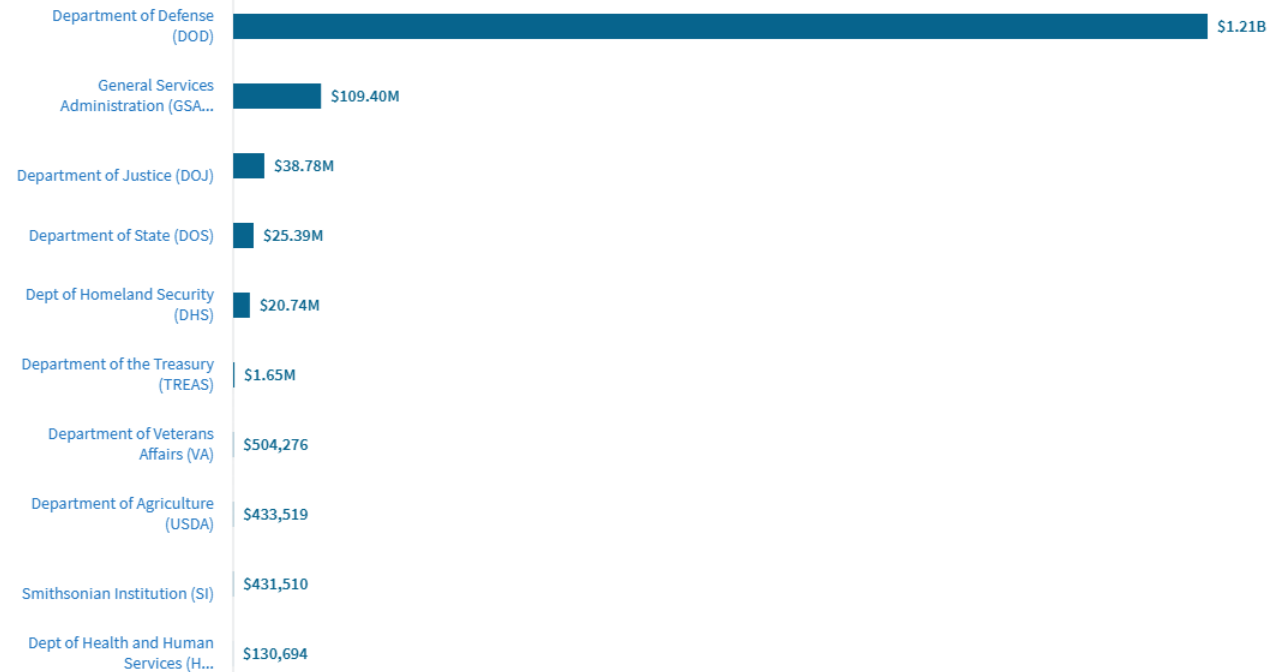 Department of Defense
(DOD)
$1.21B
General Services
Administration (GSA...
$109.40M
Department of Justice (DOJ)
$38.78M
Department of State (DOS)
$25.39M
Dept of Homeland Security
(DHS)
$20.74M
Department of the Treasury
(TREAS)
$1.65M
Department of Veterans
Affairs (VA)
$504,276
Department of Agriculture
(USDA)
$433,519
Smithsonian Institution (SI)
$431,510
Dept of Health and Human
Services (H...
$130,694